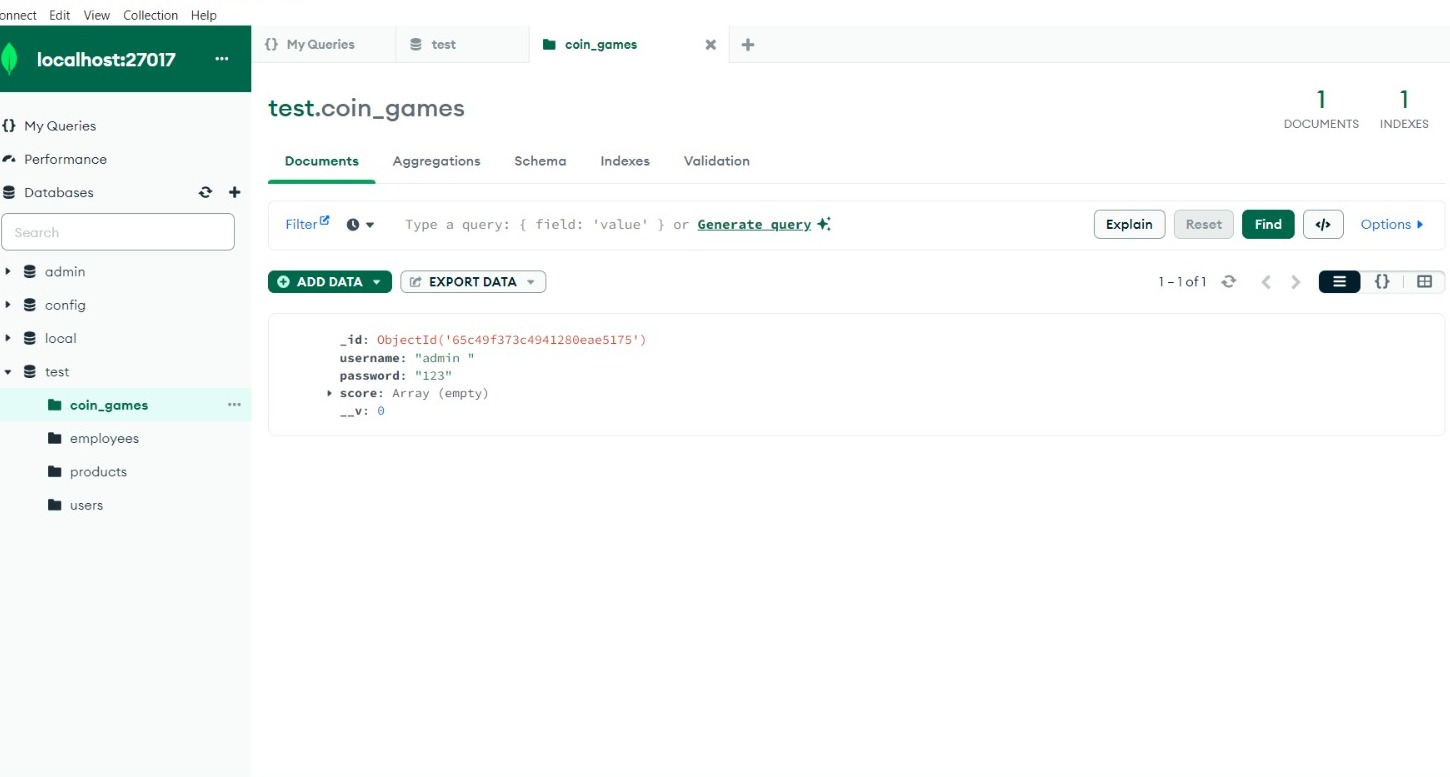 onnect Edit View Collection Help
localhost:27017 ...
{} My Queries
Performance
Databases
Search
admin
config
local
test
coin_games ...
employees
products
users
{} My Queries
test
coin_games
test.coin_games
1 DOCUMENTS
1 INDEXES
Documents Aggregations Schema Indexes Validation
Filter Type a query: { field: 'value' } or Generate query Explain Reset Find </> Options
ADD DATA EXPORT DATA 1 – 1 of 1 {}
_id: ObjectId('65c49f373c4941280eae5175')
username: "admin "
password: "123"
score: Array (empty)
__v: 0